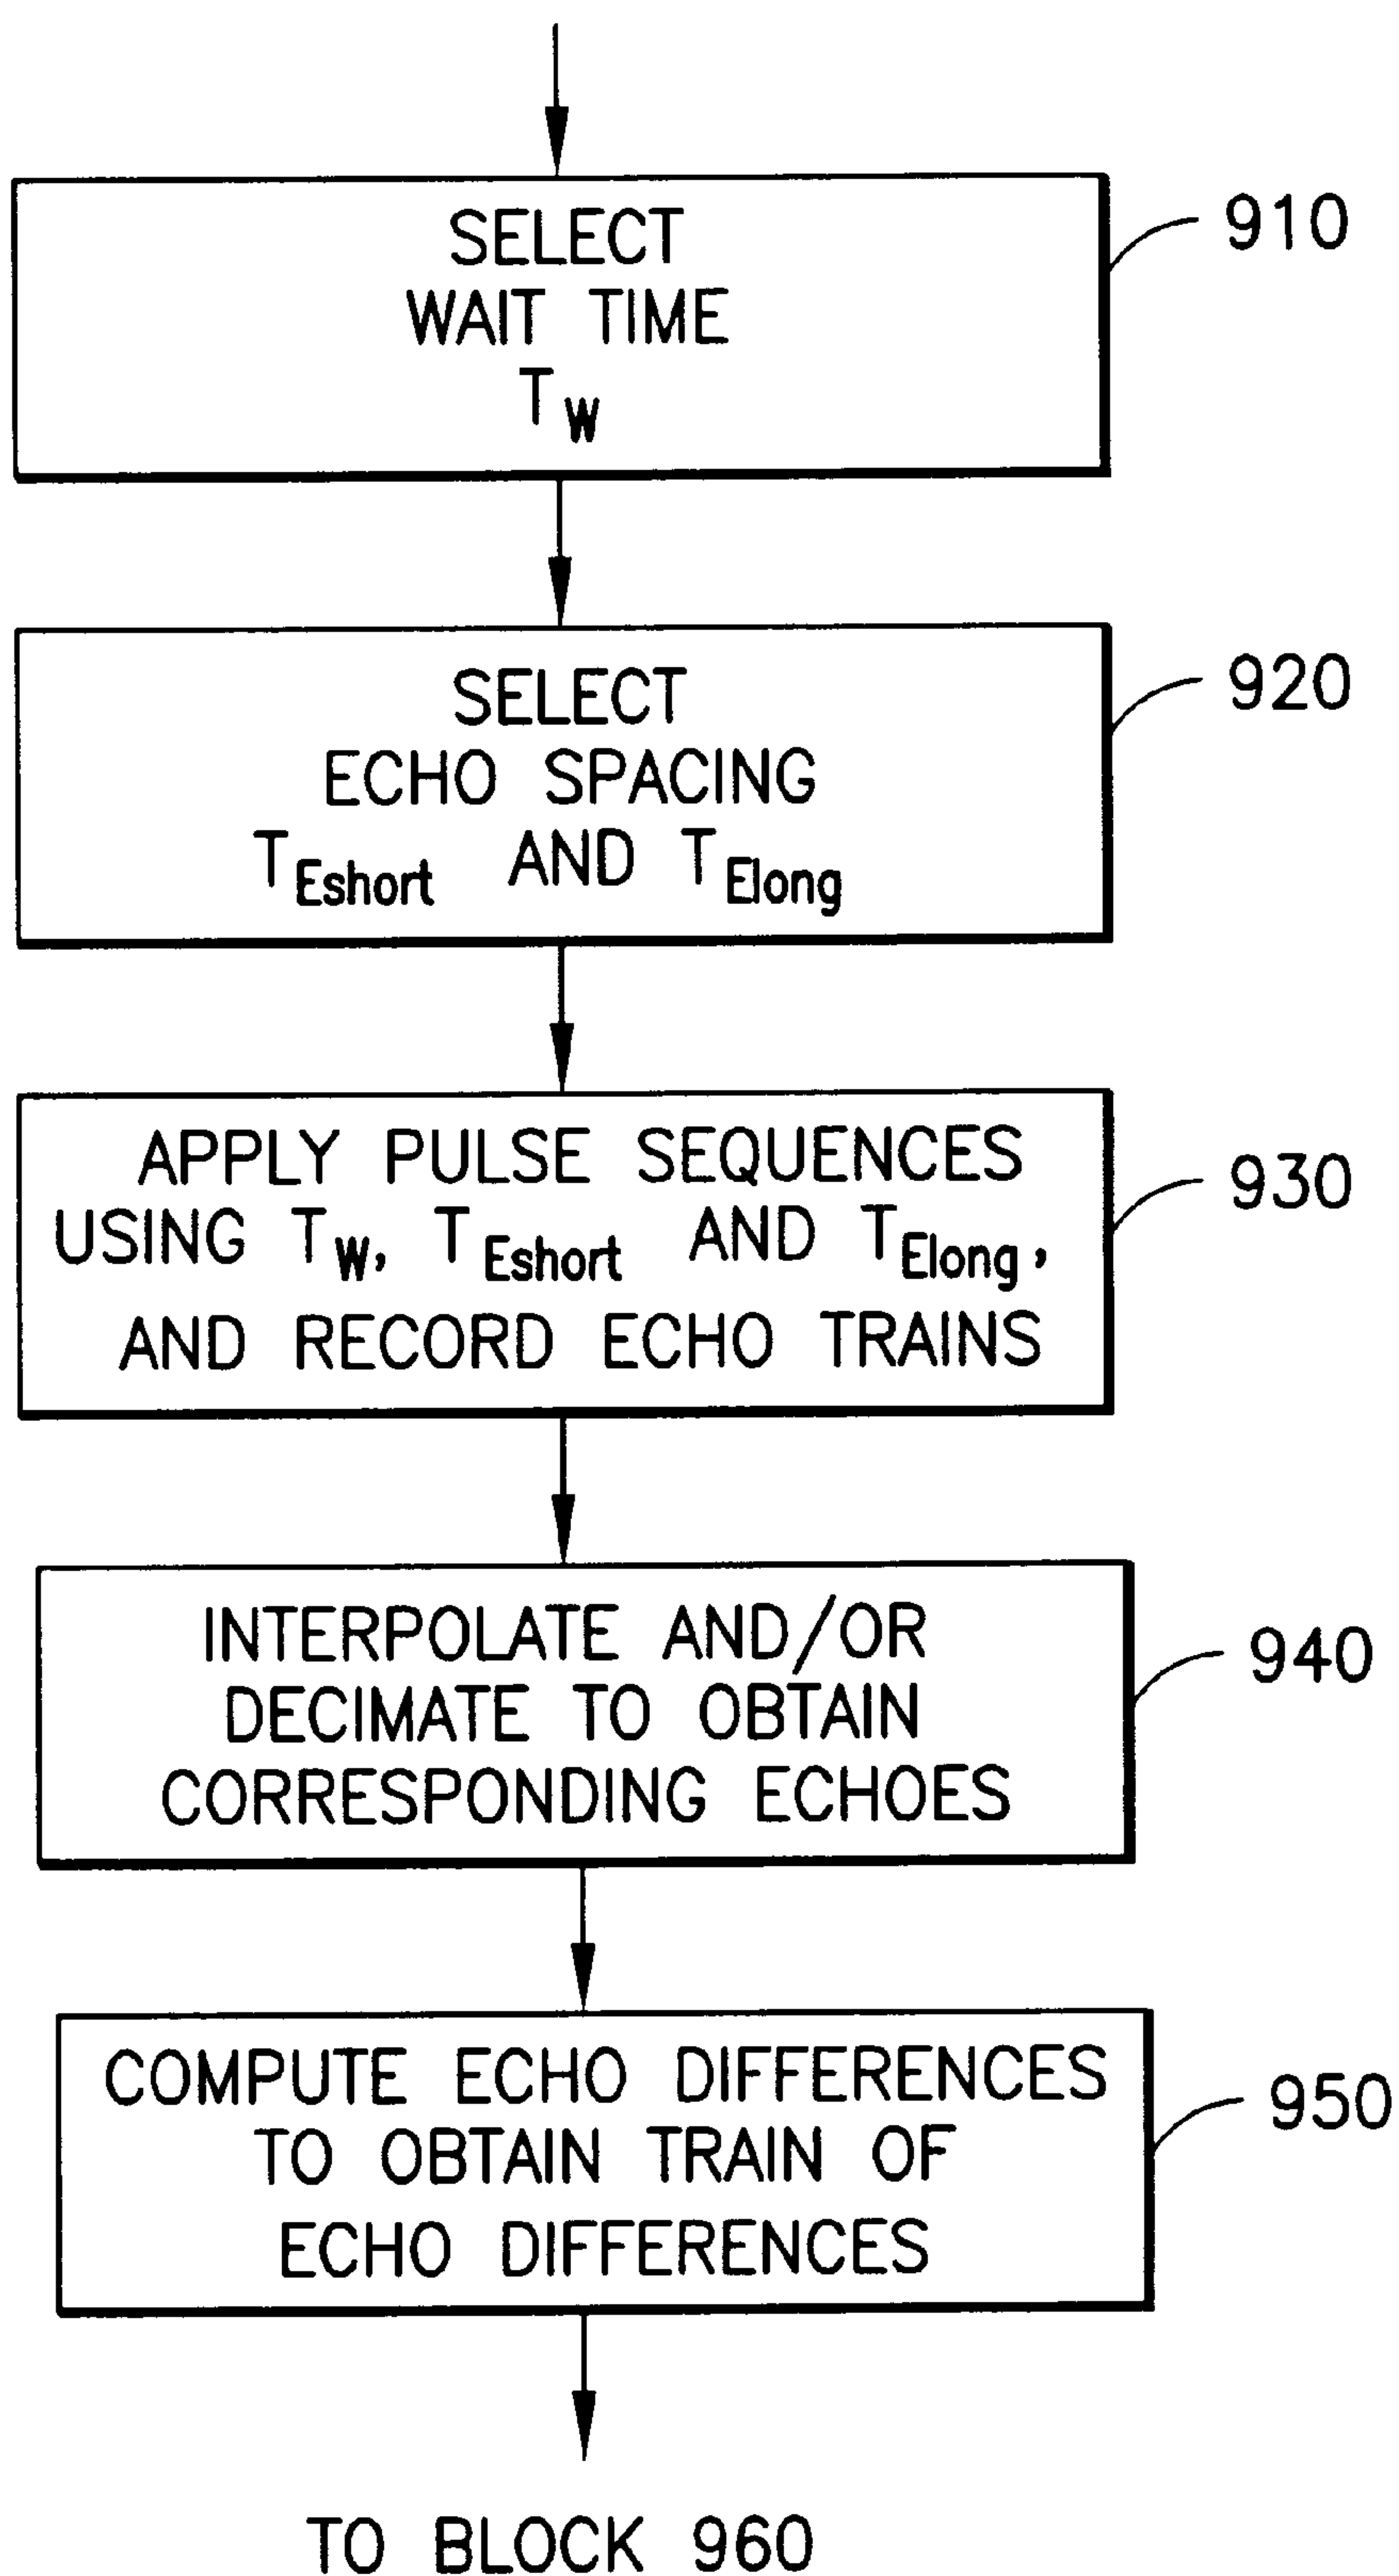 SELECT
WAIT TIME
TW
910
SELECT
ECHO SPACING
TEshort AND TElong
920
APPLY PULSE SEQUENCES
USING TW, TEshort AND TElong,
AND RECORD ECHO TRAINS
930
INTERPOLATE AND/OR
DECIMATE TO OBTAIN
CORRESPONDING ECHOES
940
COMPUTE ECHO DIFFERENCES
TO OBTAIN TRAIN OF
ECHO DIFFERENCES
950
TO BLOCK 960